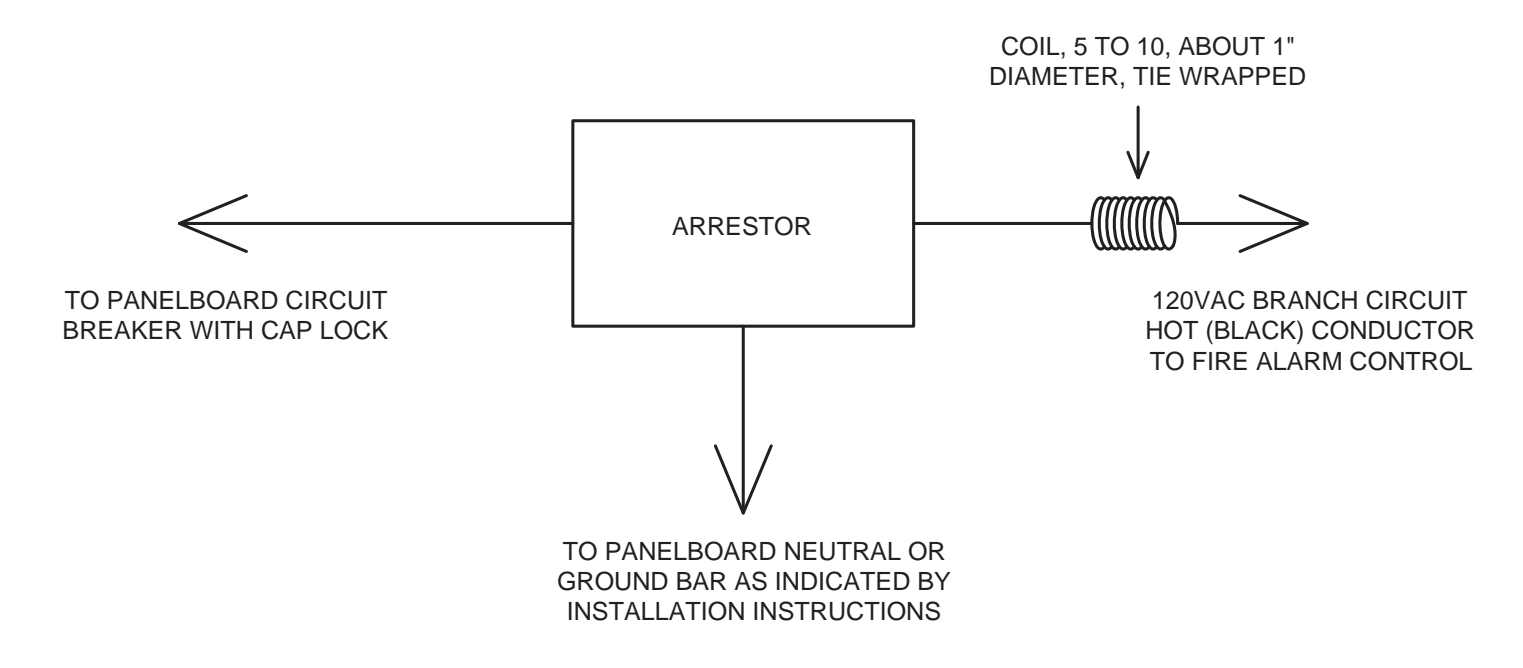 COIL, 5 TO 10, ABOUT 1"
DIAMETER, TIE WRAPPED
ARRESTOR
TO PANELBOARD CIRCUIT
BREAKER WITH CAP LOCK
120VAC BRANCH CIRCUIT
HOT (BLACK) CONDUCTOR
TO FIRE ALARM CONTROL
TO PANELBOARD NEUTRAL OR
GROUND BAR AS INDICATED BY
INSTALLATION INSTRUCTIONS